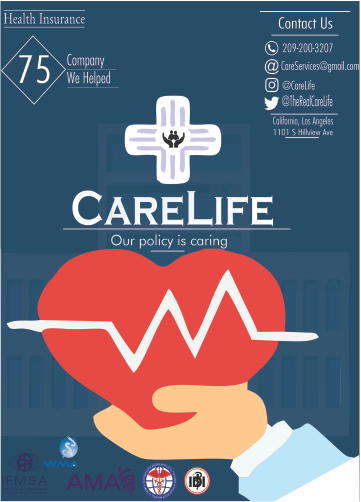 Health Insurance
75
Company
We Helped
Contact Us
209-200-3207
CareServices@gmail.com
@CareLife
@TheRealCareLife
California, Los Angeles
1101 S Hillview Ave
CARELIFE
Our policy is caring
WMA
IFMSA
AMA